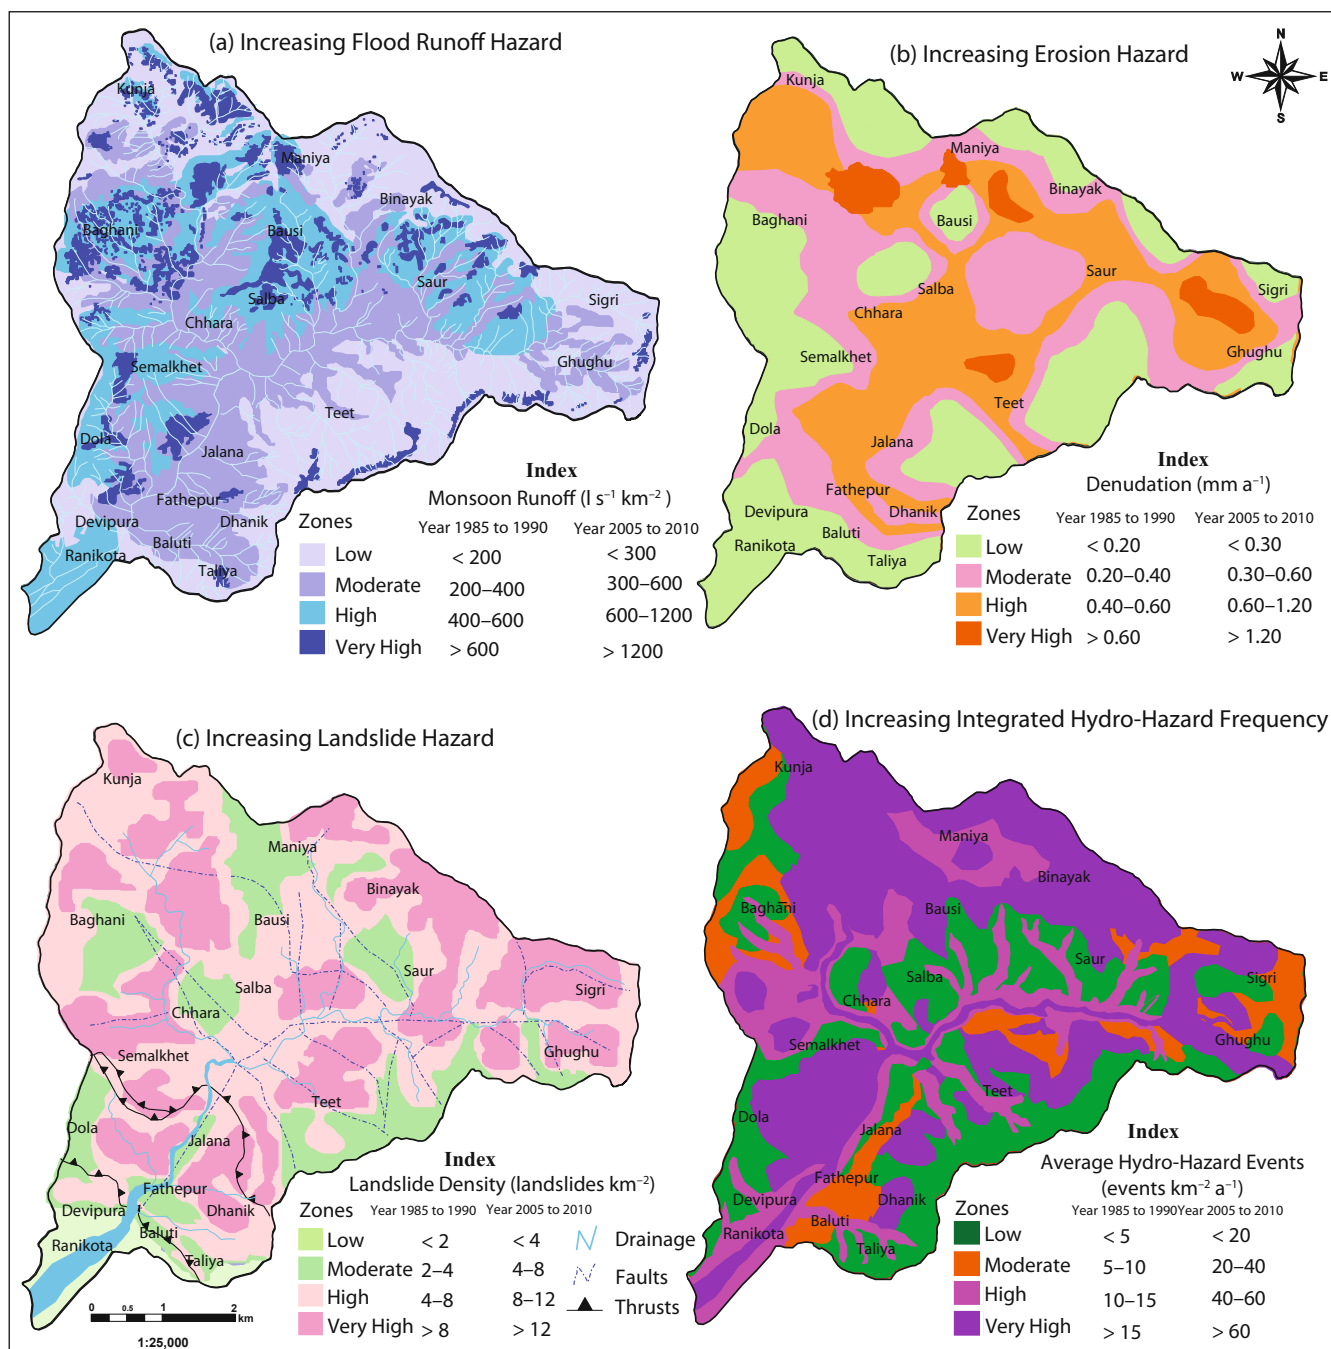 (a) Increasing Flood Runoff Hazard
Kunja
Maniya
Binayak
Baghani
Bausi
Saur
Salba
Sigri
Chhara
Ghughu
Semalkhet
Teet
Dola
Jalana
Fathepur
Devipura
Dhanik
Baluti
Ranikota
Taliya
Index
Monsoon Runoff (l s⁻¹ km⁻²)
Zones Year 1985 to 1990 Year 2005 to 2010
Low < 200 < 300
Moderate 200–400 300–600
High 400–600 600–1200
Very High > 600 > 1200
(b) Increasing Erosion Hazard
N
W E
S
Kunja
Maniya
Binayak
Baghani
Bausi
Saur
Salba
Sigri
Chhara
Ghughu
Semalkhet
Teet
Dola
Jalana
Fathepur
Devipura
Dhanik
Baluti
Ranikota
Taliya
Index
Denudation (mm a⁻¹)
Zones Year 1985 to 1990 Year 2005 to 2010
Low < 0.20 < 0.30
Moderate 0.20–0.40 0.30–0.60
High 0.40–0.60 0.60–1.20
Very High > 0.60 > 1.20
(c) Increasing Landslide Hazard
Kunja
Maniya
Binayak
Baghani
Bausi
Saur
Salba
Sigri
Chhara
Ghughu
Semalkhet
Teet
Dola
Jalana
Fathepur
Devipura
Dhanik
Baluti
Ranikota
Taliya
Index
Landslide Density (landslides km⁻²)
Zones Year 1985 to 1990 Year 2005 to 2010
Low < 2 < 4
Moderate 2–4 4–8
High 4–8 8–12
Very High > 8 > 12
Drainage
Faults
Thrusts
0 0.5 1 2
km
1:25,000
(d) Increasing Integrated Hydro-Hazard Frequency
Kunja
Maniya
Binayak
Baghani
Bausi
Saur
Salba
Sigri
Chhara
Ghughu
Semalkhet
Teet
Dola
Jalana
Fathepur
Devipura
Dhanik
Baluti
Ranikota
Taliya
Index
Average Hydro-Hazard Events
(events km⁻² a⁻¹)
Zones Year 1985 to 1990 Year 2005 to 2010
Low < 5 < 20
Moderate 5–10 20–40
High 10–15 40–60
Very High > 15 > 60